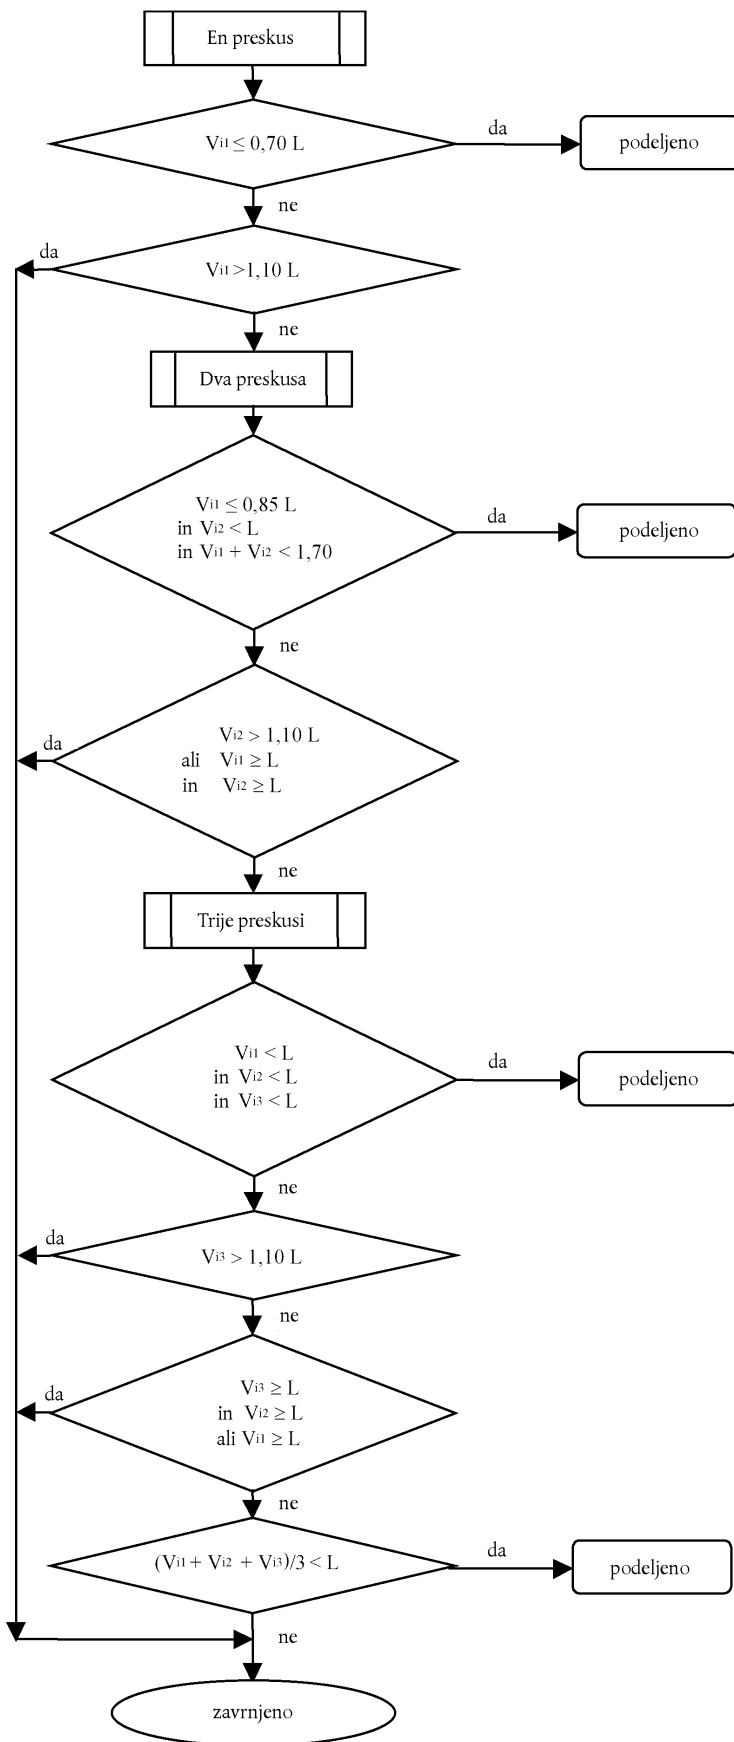 En preskus
Vi1 ≤ 0,70 L
da
podeljeno
ne
da
Vi1 >1,10 L
ne
Dva preskusa
Vi1 ≤ 0,85 L
in Vi2 < L
in Vi1 + Vi2 < 1,70
da
podeljeno
ne
da
Vi2 > 1,10 L
ali Vi1 ≥ L
in Vi2 ≥ L
ne
Trije preskusi
Vi1 < L
in Vi2 < L
in Vi3 < L
da
podeljeno
ne
da
Vi3 > 1,10 L
ne
da
Vi3 ≥ L
in Vi2 ≥ L
ali Vi1 ≥ L
ne
(Vi1 + Vi2 + Vi3)/3 < L
da
podeljeno
ne
zavrnjeno